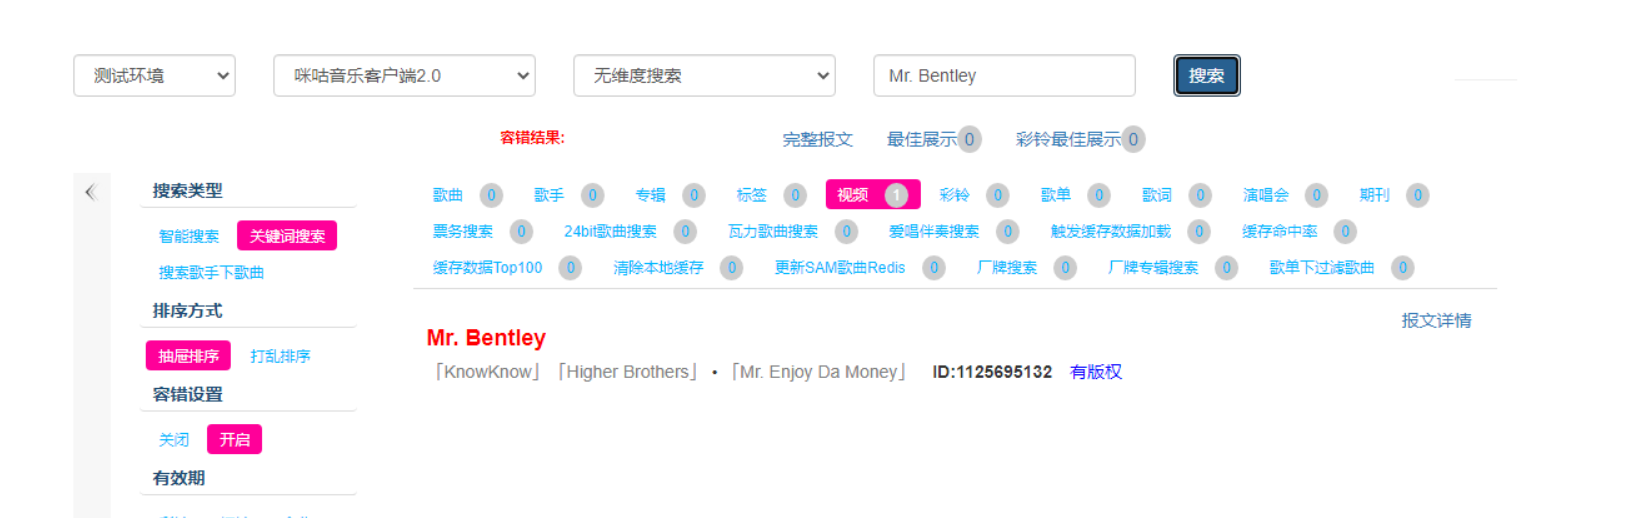 测试环境 咪咕音乐客户端2.0 无维度搜索 Mr. Bentley 搜索
容错结果: 完整报文 最佳展示 0 彩铃最佳展示 0
搜索类型
智能搜索 关键词搜索
搜索歌手下歌曲
排序方式
抽屉排序 打乱排序
容错设置
关闭 开启
有效期
歌曲 0 歌手 0 专辑 0 标签 0 视频 1 彩铃 0 歌单 0 歌词 0 演唱会 0 期刊 0
票务搜索 0 24bit歌曲搜索 0 瓦力歌曲搜索 0 爱唱伴奏搜索 0 触发缓存数据加载 0 缓存命中率 0
缓存数据Top100 0 清除本地缓存 0 更新SAM歌曲Redis 0 厂牌搜索 0 厂牌专辑搜索 0 歌单下过滤歌曲 0
报文详情
Mr. Bentley
「KnowKnow」「Higher Brothers」 • 「Mr. Enjoy Da Money」 ID:1125695132 有版权